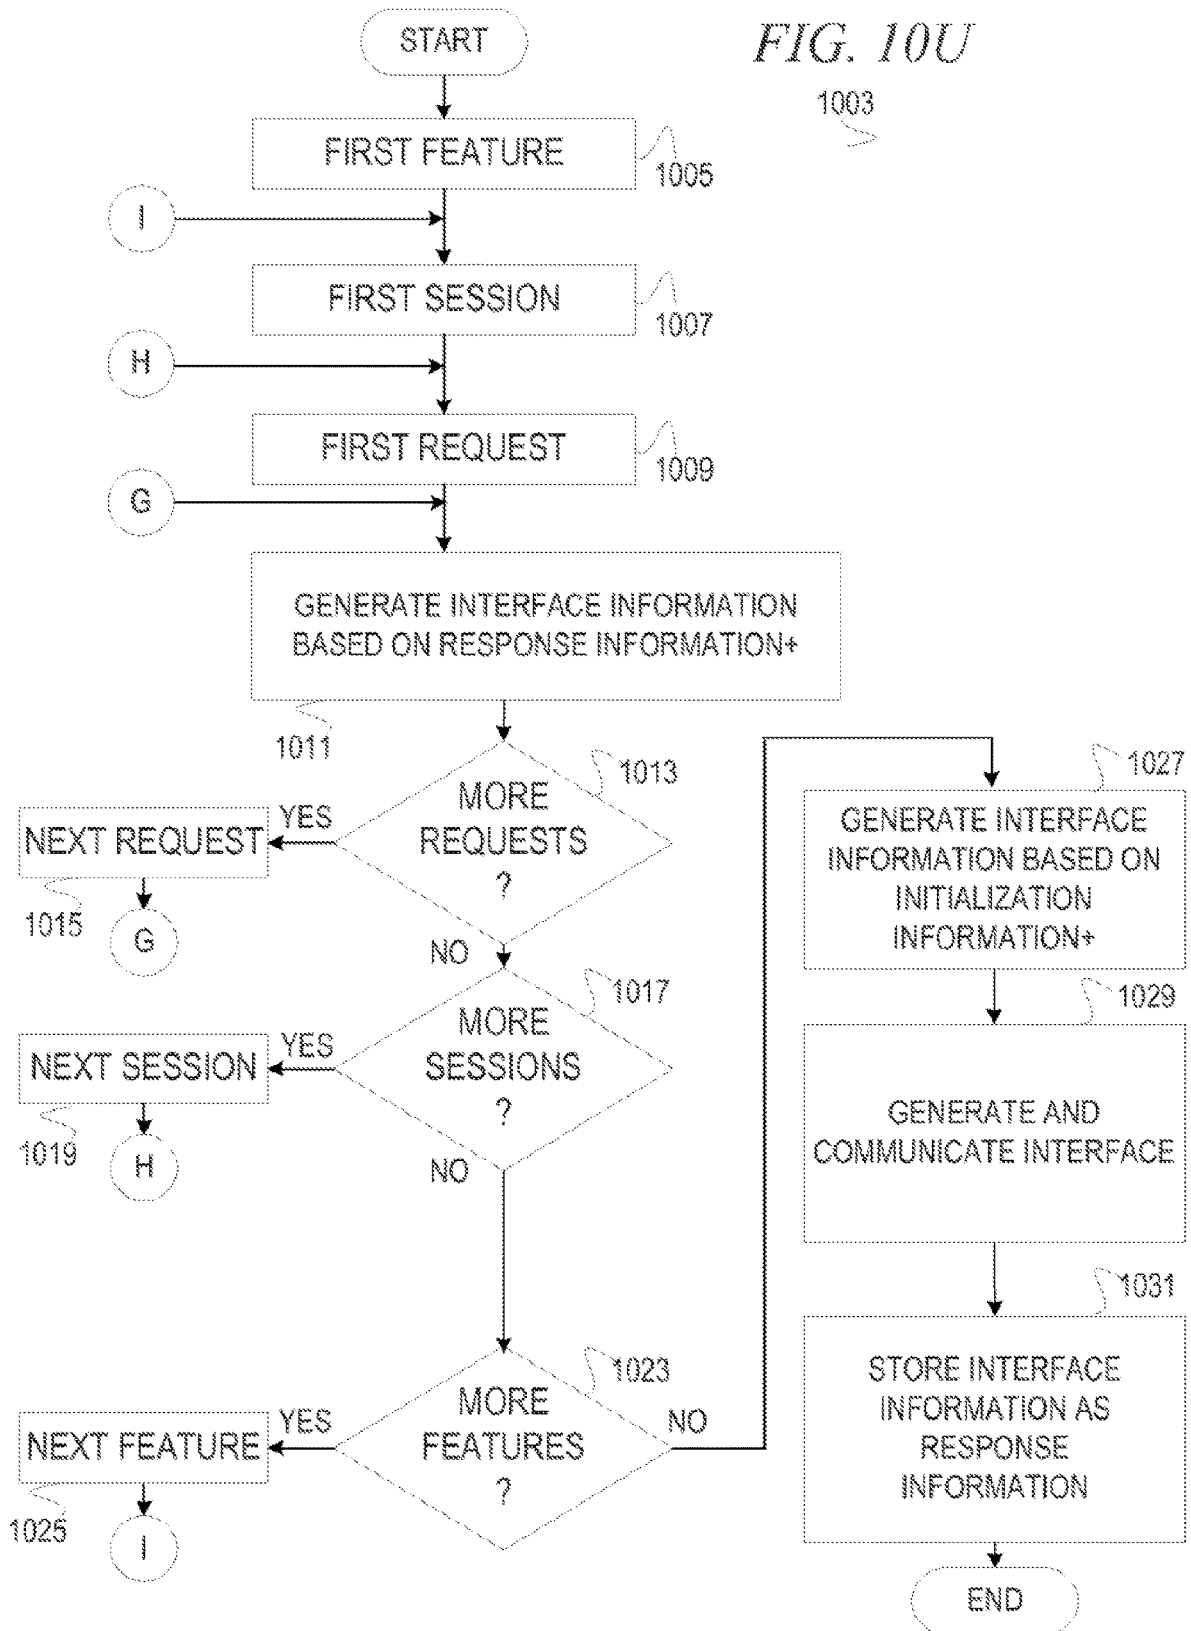 START
FIG. 10U
1003
FIRST FEATURE
1005
I
FIRST SESSION
1007
H
FIRST REQUEST
1009
G
GENERATE INTERFACE INFORMATION
BASED ON RESPONSE INFORMATION+
1011
MORE
REQUESTS
?
1013
YES
NEXT REQUEST
1015
G
NO
MORE
SESSIONS
?
1017
YES
NEXT SESSION
1019
H
NO
MORE
FEATURES
?
1023
YES
NEXT FEATURE
1025
I
NO
1027
GENERATE INTERFACE
INFORMATION BASED ON
INITIALIZATION
INFORMATION+
1029
GENERATE AND
COMMUNICATE INTERFACE
1031
STORE INTERFACE
INFORMATION AS
RESPONSE
INFORMATION
END